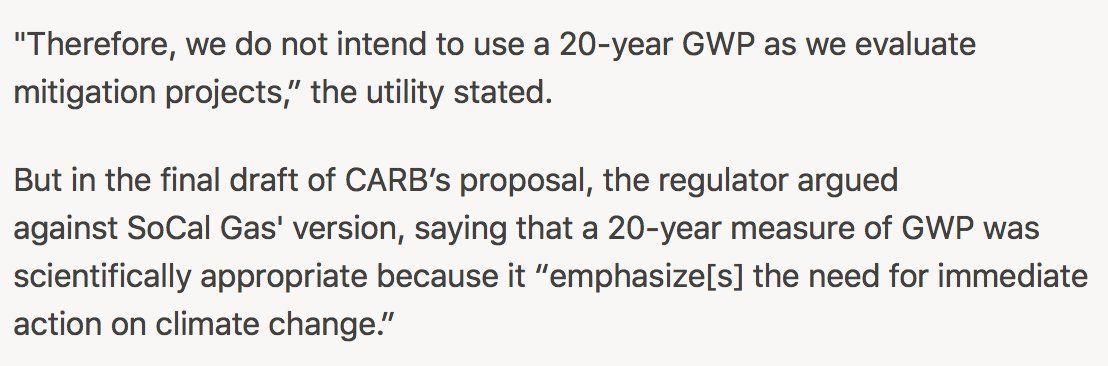 "Therefore, we do not intend to use a 20-year GWP as we evaluate
mitigation projects,” the utility stated.
But in the final draft of CARB’s proposal, the regulator argued
against SoCal Gas' version, saying that a 20-year measure of GWP was
scientifically appropriate because it “emphasize[s] the need for immediate
action on climate change.”